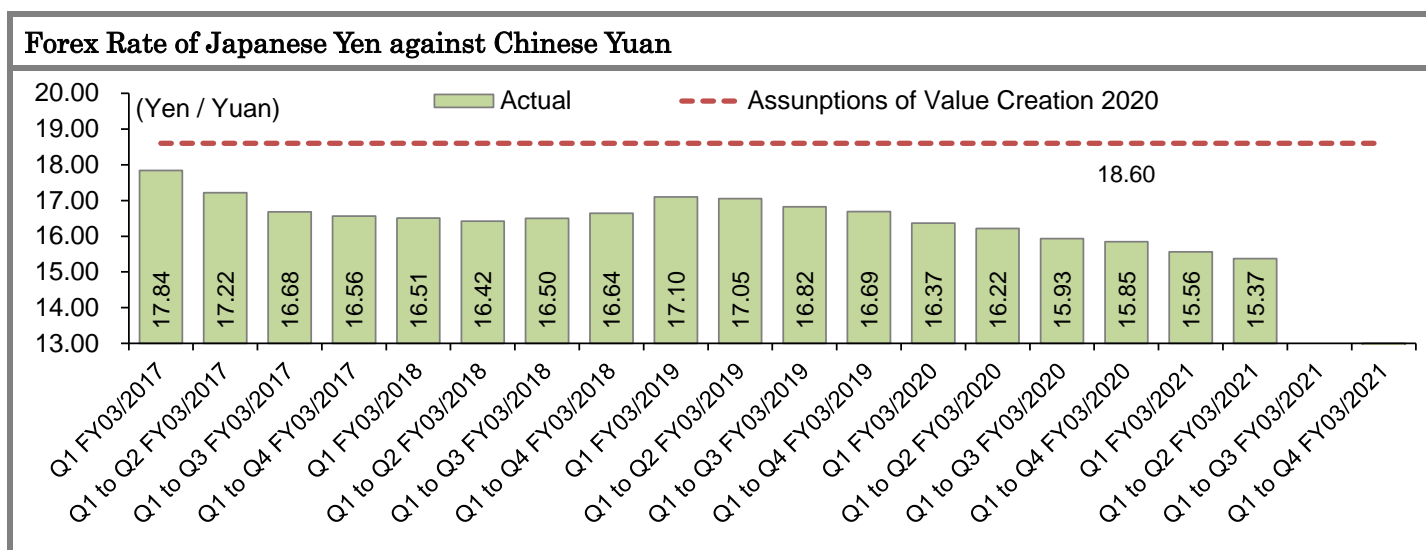 Forex Rate of Japanese Yen against Chinese Yuan
20.00
(Yen / Yuan)
Actual
Assunptions of Value Creation 2020
19.00
18.00
18.60
17.00
16.00
15.00
14.00
13.00
17.84
17.22
16.68
16.56
16.51
16.42
16.50
16.64
17.10
17.05
16.82
16.69
16.37
16.22
15.93
15.85
15.56
15.37
Q1 FY03/2017
Q1 to Q2 FY03/2017
Q1 to Q3 FY03/2017
Q1 to Q4 FY03/2017
Q1 FY03/2018
Q1 to Q2 FY03/2018
Q1 to Q3 FY03/2018
Q1 to Q4 FY03/2018
Q1 FY03/2019
Q1 to Q2 FY03/2019
Q1 to Q3 FY03/2019
Q1 to Q4 FY03/2019
Q1 FY03/2020
Q1 to Q2 FY03/2020
Q1 to Q3 FY03/2020
Q1 to Q4 FY03/2020
Q1 FY03/2021
Q1 to Q2 FY03/2021
Q1 to Q3 FY03/2021
Q1 to Q4 FY03/2021